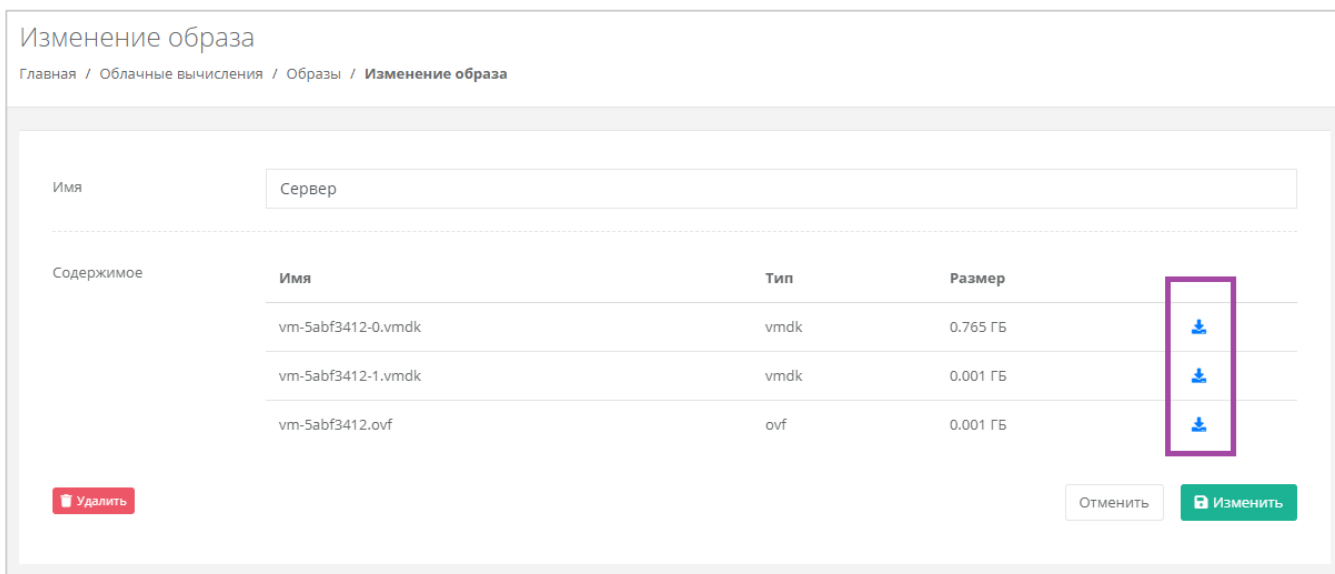 Изменение образа
Главная / Облачные вычисления / Образы / Изменение образа
Имя
Сервер
Содержимое
Имя Тип Размер
vm-5abf3412-0.vmdk vmdk 0.765 ГБ
vm-5abf3412-1.vmdk vmdk 0.001 ГБ
vm-5abf3412.ovf ovf 0.001 ГБ
Удалить Отменить Изменить